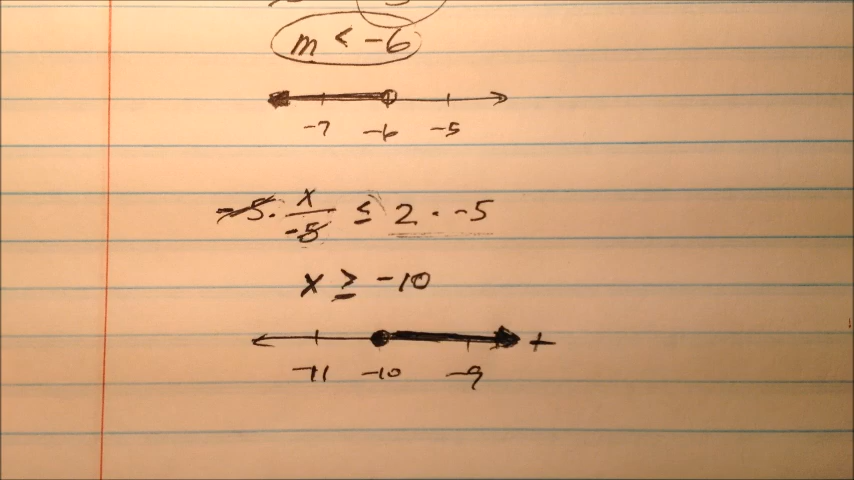 m < -6
-7 -6 -5
-5 · x/-5 ≤ 2 · -5
x ≥ -10
+
-11 -10 -9